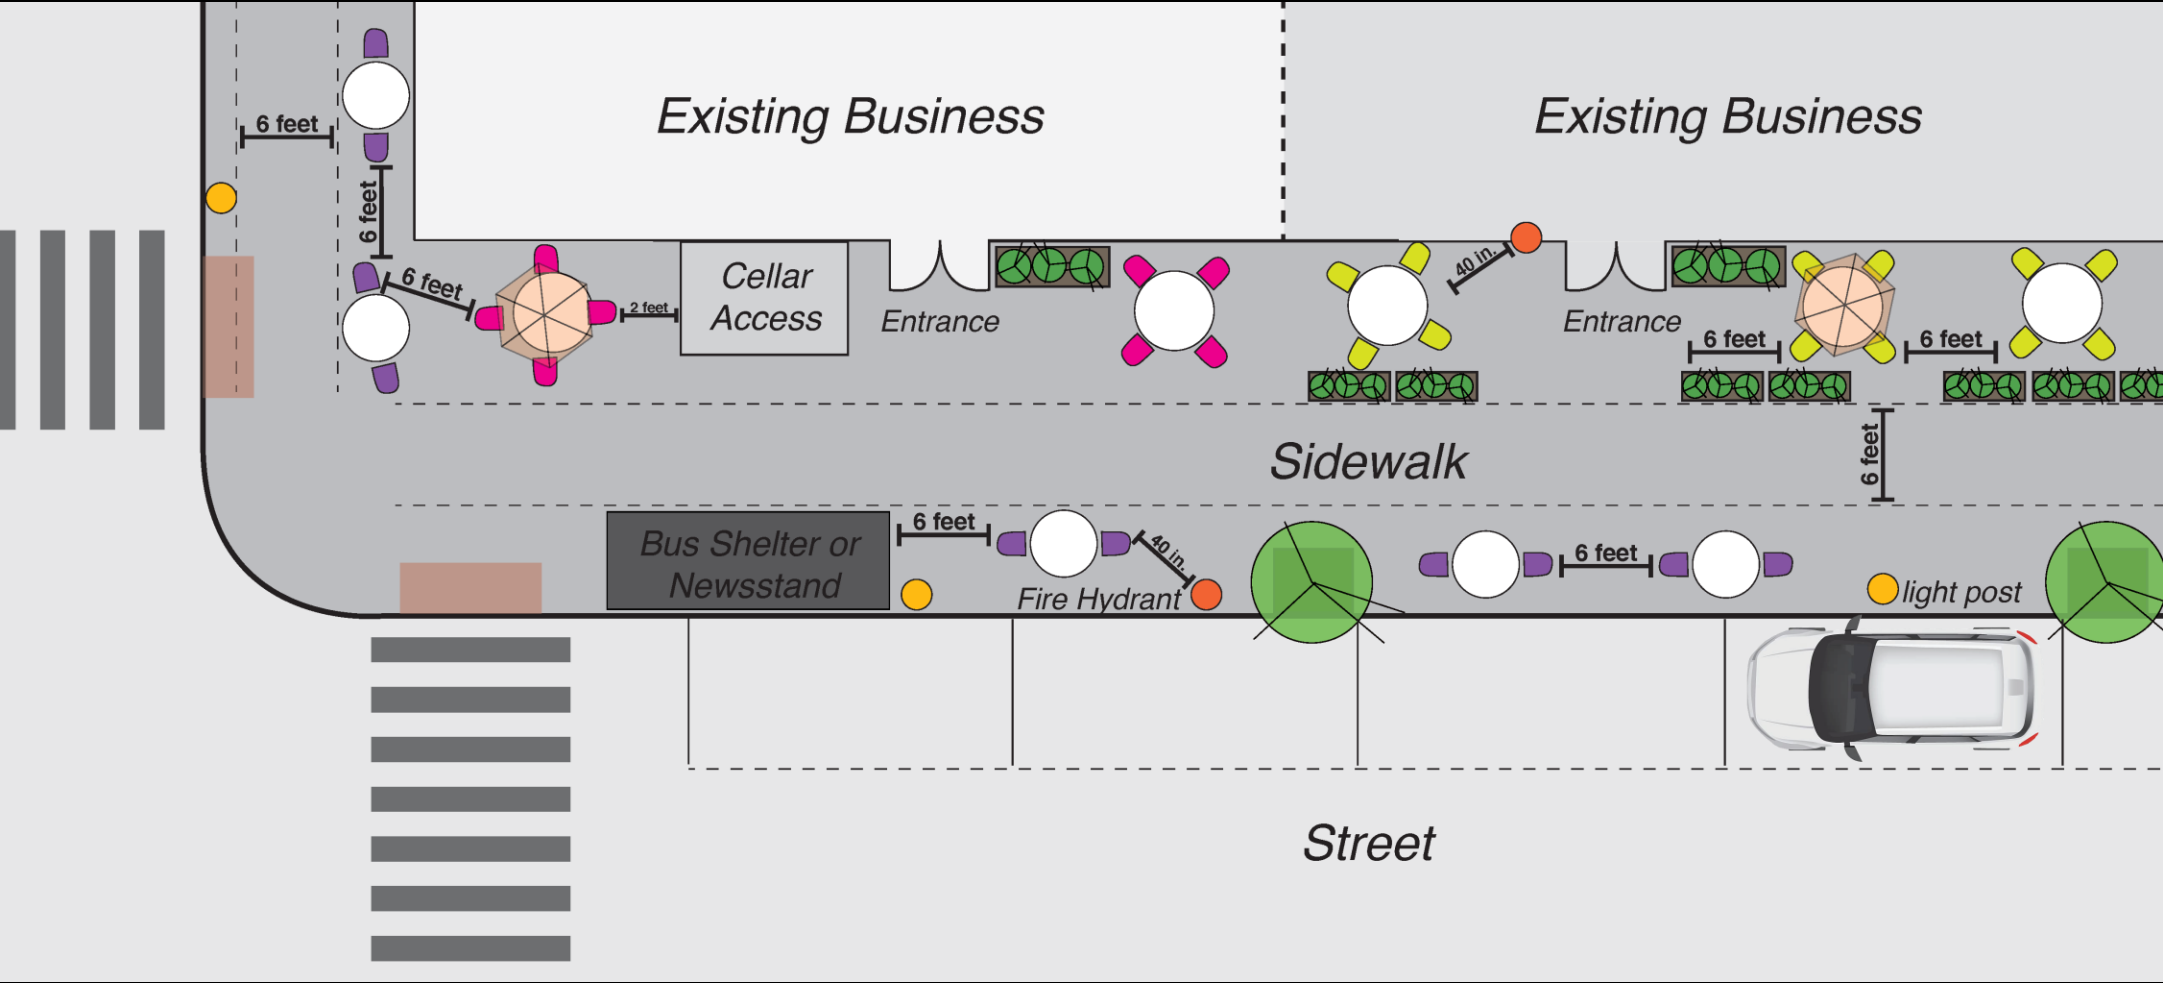 Existing Business
Existing Business
6 feet
6 feet
40 in.
6 feet
Cellar
Access
2 feet
Entrance
Entrance
6 feet
6 feet
Sidewalk
6 feet
6 feet
Bus Shelter or
Newsstand
40 in.
6 feet
Fire Hydrant
light post
Street